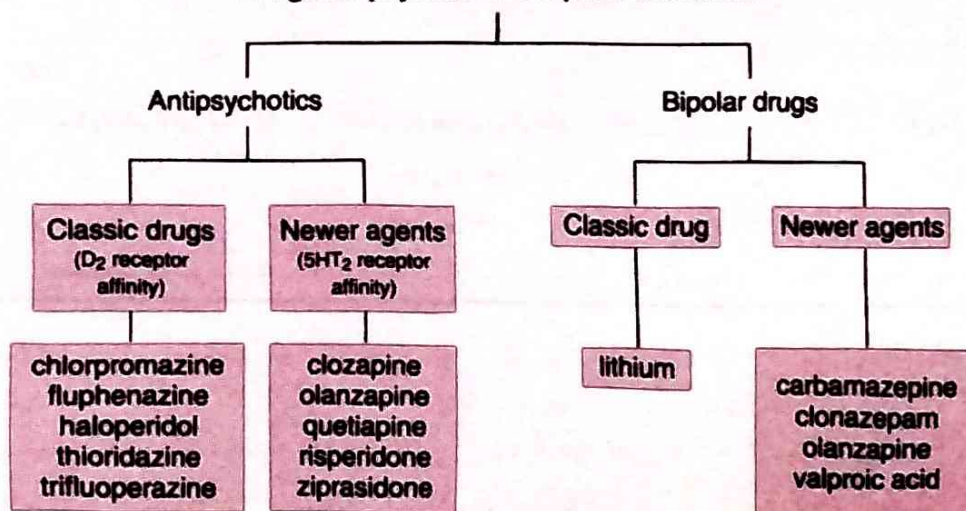 Antipsychotics
Bipolar drugs
Classic drugs
(D₂ receptor
affinity)
Newer agents
(5HT₂ receptor
affinity)
Classic drug
Newer agents
chlorpromazine
fluphenazine
haloperidol
thioridazine
trifluoperazine
clozapine
olanzapine
quetiapine
risperidone
ziprasidone
lithium
carbamazepine
clonazepam
olanzapine
valproic acid